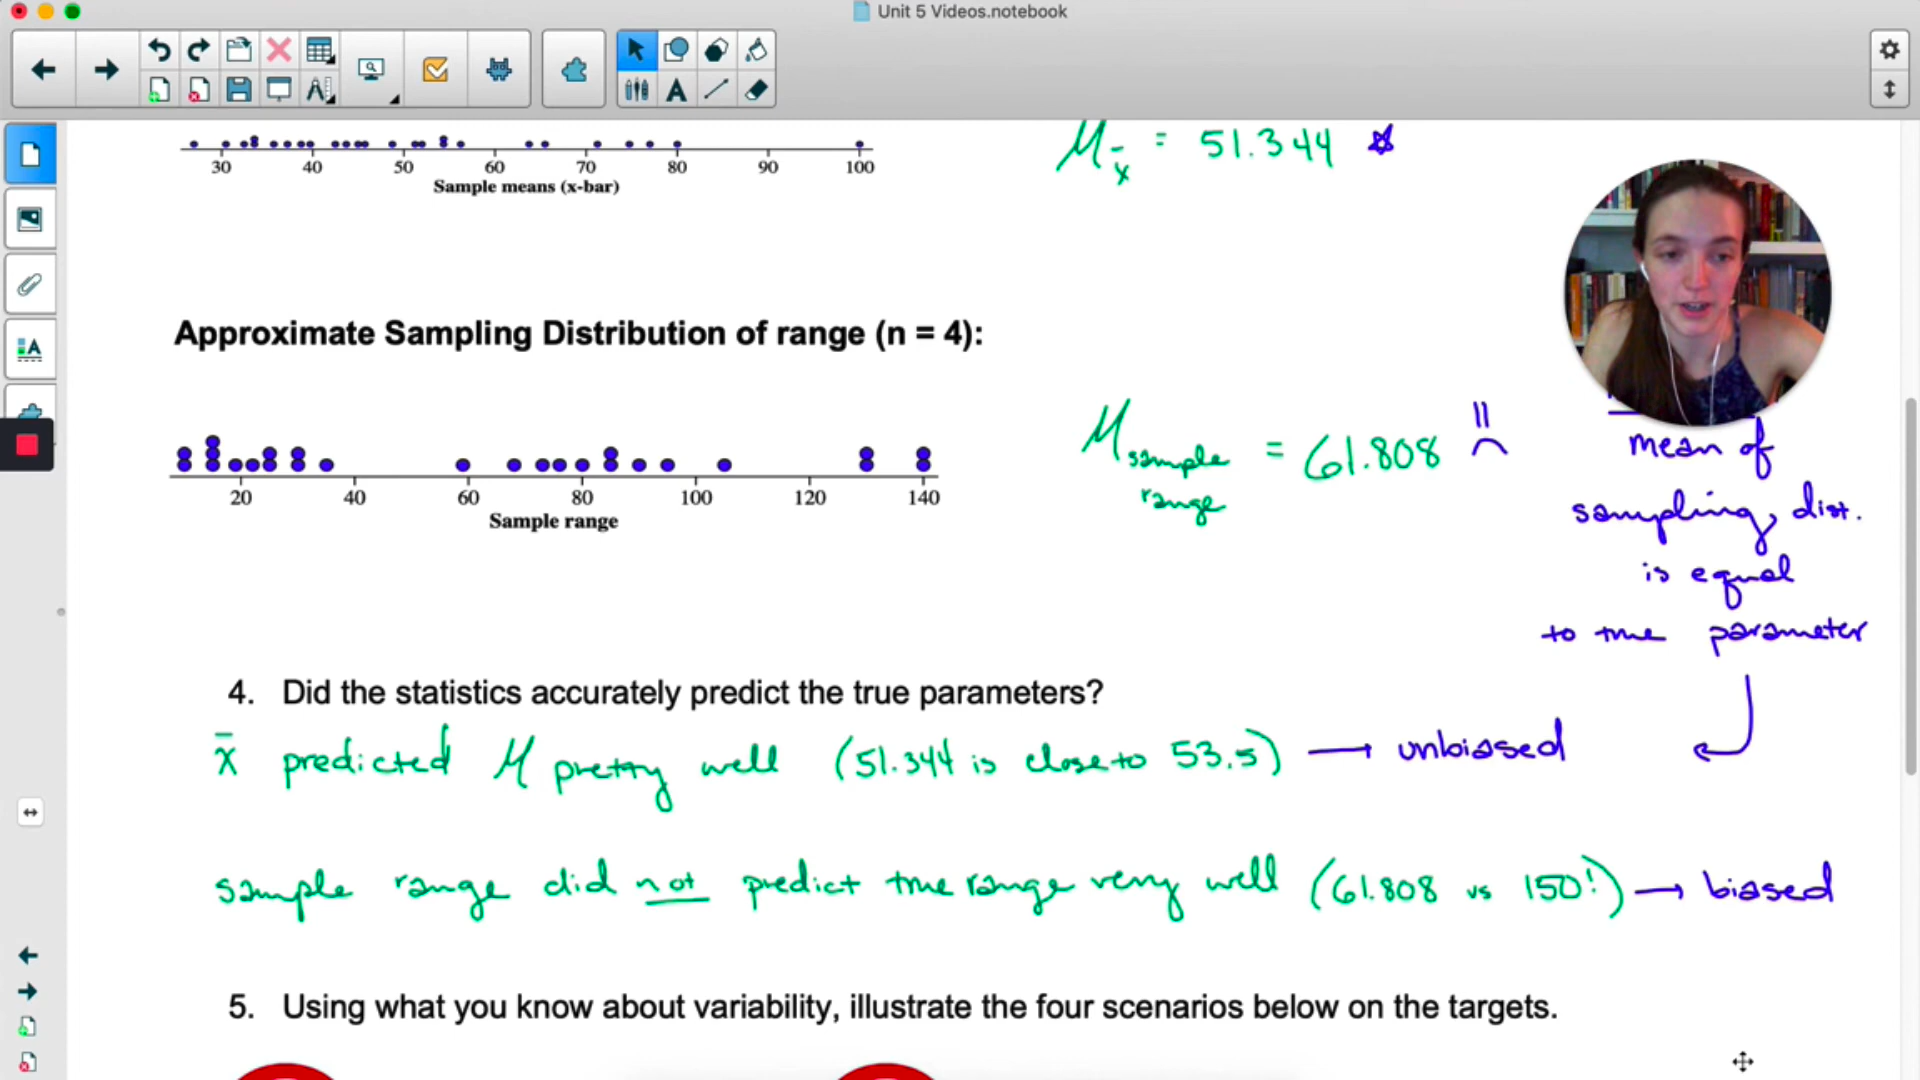 Unit 5 Videos.notebook
30 40 50 60 70 80 90 100
Sample means (x-bar)
μx̄ = 51.344
Approximate Sampling Distribution of range (n = 4):
20 40 60 80 100 120 140
Sample range
μ sample range = 61.808
mean of
sampling dist.
is equal
to true parameter
4. Did the statistics accurately predict the true parameters?
x̄ predicted μ pretty well (51.344 is close to 53.5) → unbiased
sample range did not predict true range very well (61.808 vs 150!) → biased
5. Using what you know about variability, illustrate the four scenarios below on the targets.